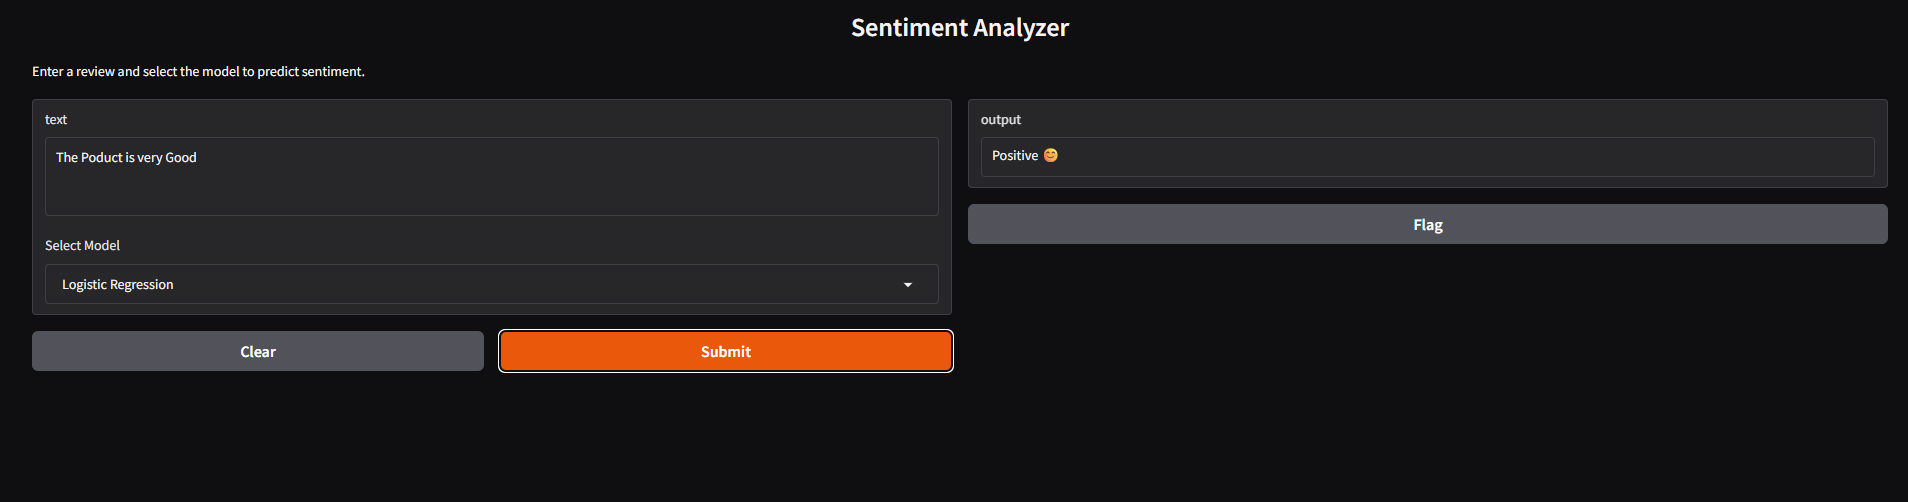 Sentiment Analyzer
Enter a review and select the model to predict sentiment.
text
The Poduct is very Good
Select Model
Logistic Regression
Clear
Submit
output
Positive 😊
Flag